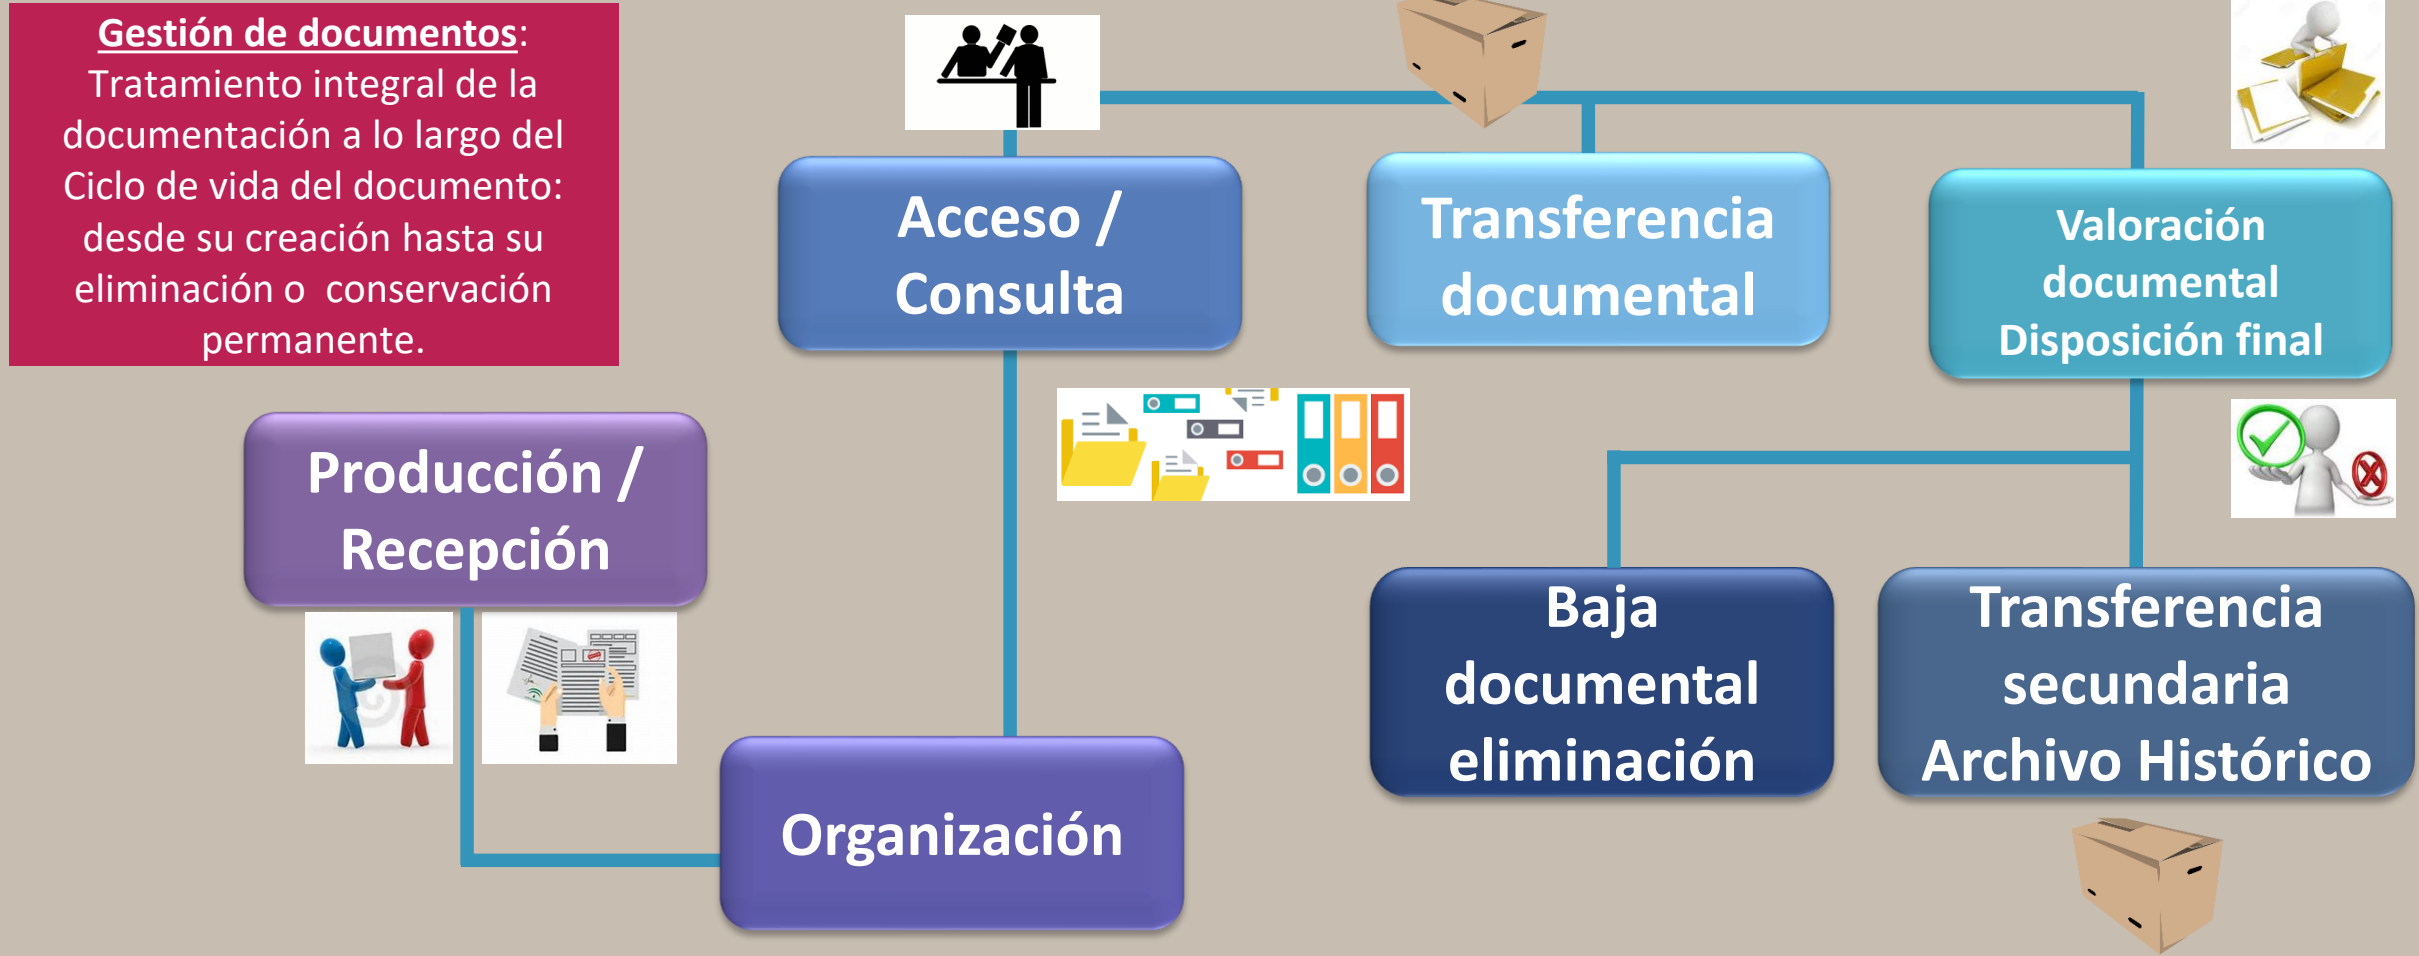 Gestión de documentos:
Tratamiento integral de la
documentación a lo largo del
Ciclo de vida del documento:
desde su creación hasta su
eliminación o  conservación
permanente.
Acceso /
Consulta
Transferencia
documental
Valoración
documental
Disposición final
Producción /
Recepción
Organización
Baja
documental
eliminación
Transferencia
secundaria
Archivo Histórico